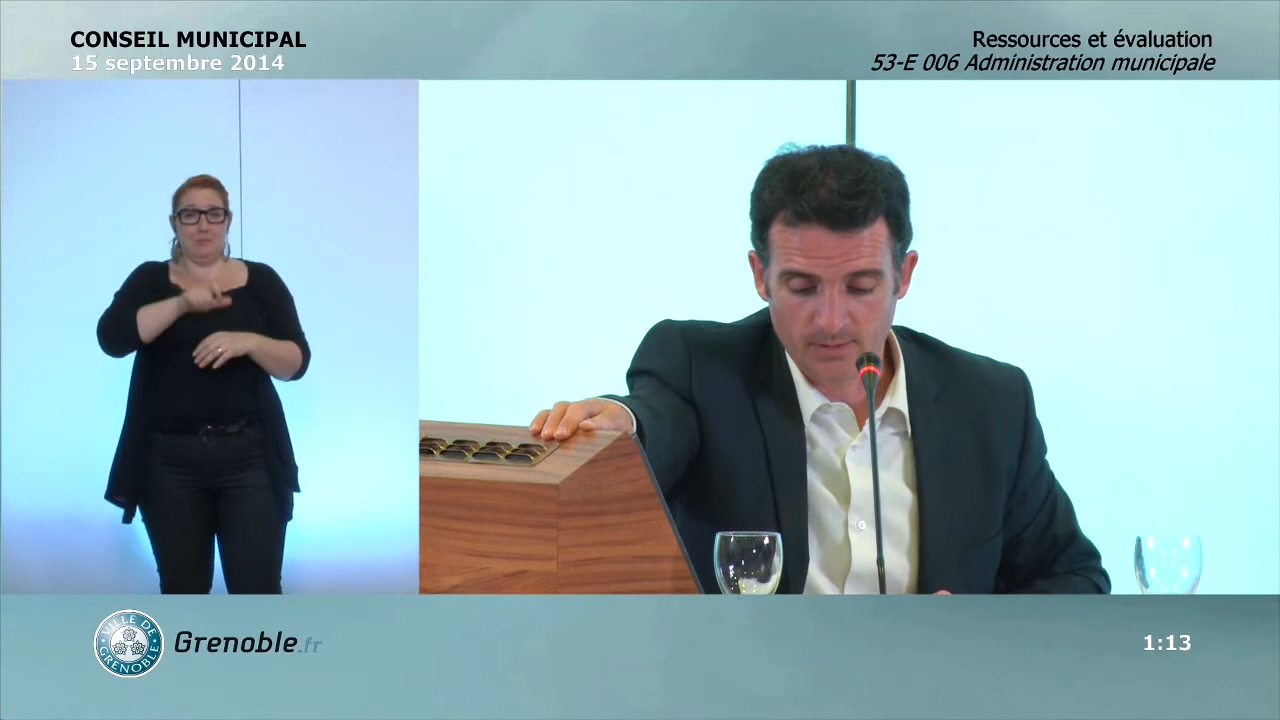 CONSEIL MUNICIPAL
15 septembre 2014
Ressources et évaluation
53-E 006 Administration municipale
VILLE DE GRENOBLE
Grenoble.fr
1:13